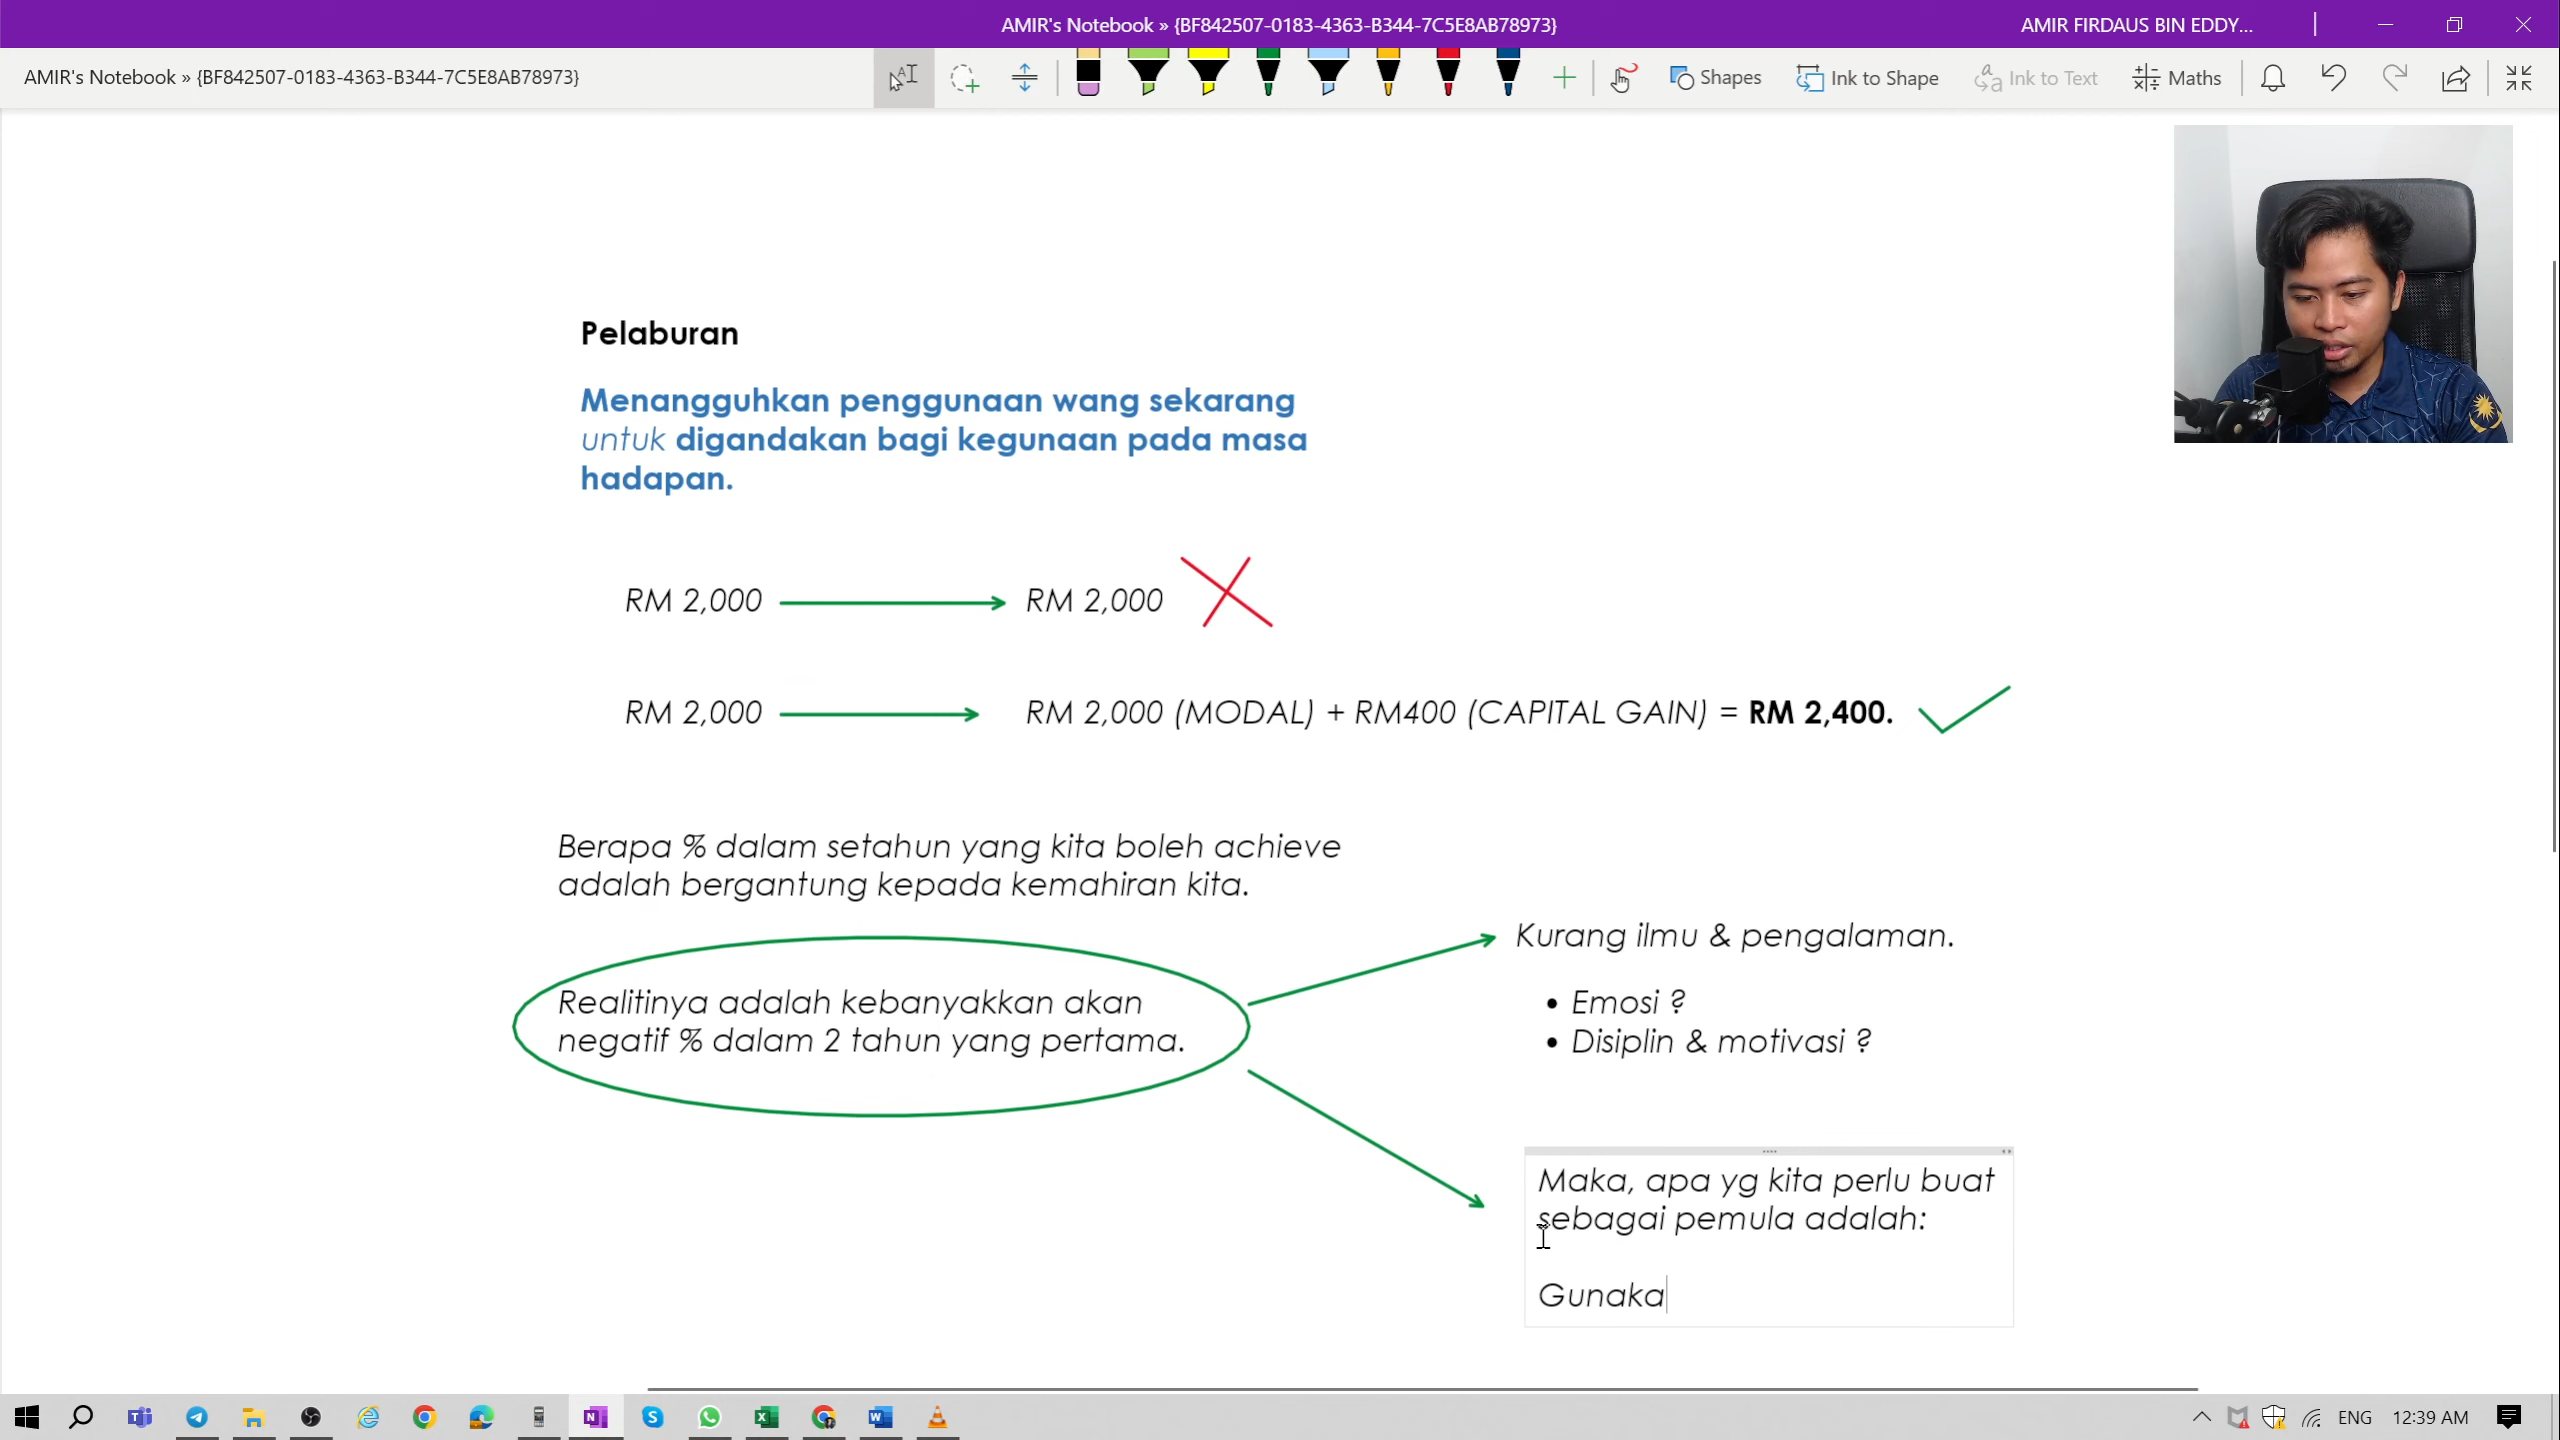 AMIR's Notebook » {BF842507-0183-4363-B344-7C5E8AB78973}
AMIR FIRDAUS BIN EDDY...
AMIR's Notebook » {BF842507-0183-4363-B344-7C5E8AB78973}
Shapes
Ink to Shape
Ink to Text
Maths
Pelaburan
Menangguhkan penggunaan wang sekarang
untuk digandakan bagi kegunaan pada masa
hadapan.
RM 2,000
RM 2,000
RM 2,000
RM 2,000 (MODAL) + RM400 (CAPITAL GAIN) = RM 2,400.
Berapa % dalam setahun yang kita boleh achieve
adalah bergantung kepada kemahiran kita.
Kurang ilmu & pengalaman.
Realitinya adalah kebanyakkan akan
negatif % dalam 2 tahun yang pertama.
• Emosi ?
• Disiplin & motivasi ?
Maka, apa yg kita perlu buat
sebagai pemula adalah:
Gunaka
ENG
12:39 AM